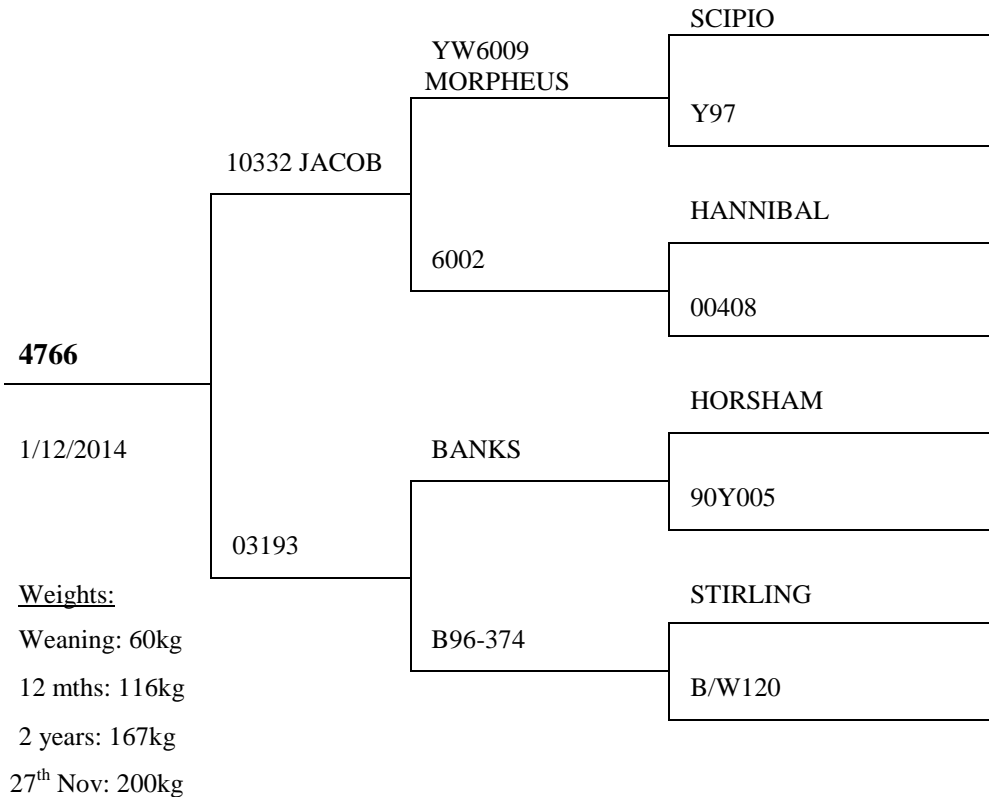 SCIPIO
YW6009
MORPHEUS
Y97
10332 JACOB
HANNIBAL
6002
00408
4766
HORSHAM
1/12/2014
BANKS
90Y005
03193
Weights:
STIRLING
Weaning: 60kg
B96-374
12 mths: 116kg
B/W120
2 years: 167kg
27th Nov: 200kg